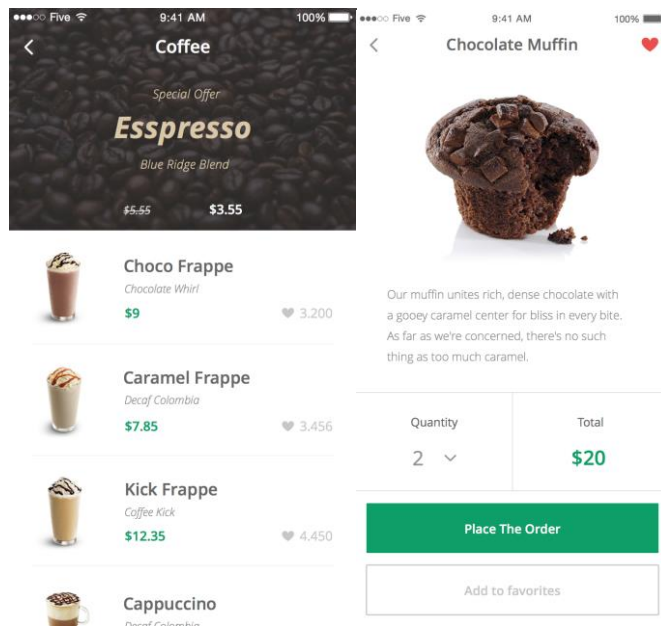 Five 9:41 AM 100%
Coffee
Special Offer
Esspresso
Blue Ridge Blend
$5.55 $3.55
Choco Frappe
Chocolate Whirl
$9 3.200
Caramel Frappe
Decaf Colombia
$7.85 3.456
Kick Frappe
Coffee Kick
$12.35 4.450
Cappuccino
Decaf Colombia
Five 9:41 AM 100%
Chocolate Muffin
Our muffin unites rich, dense chocolate with
a gooey caramel center for bliss in every bite.
As far as we're concerned, there's no such
thing as too much caramel.
Quantity Total
2 $20
Place The Order
Add to favorites